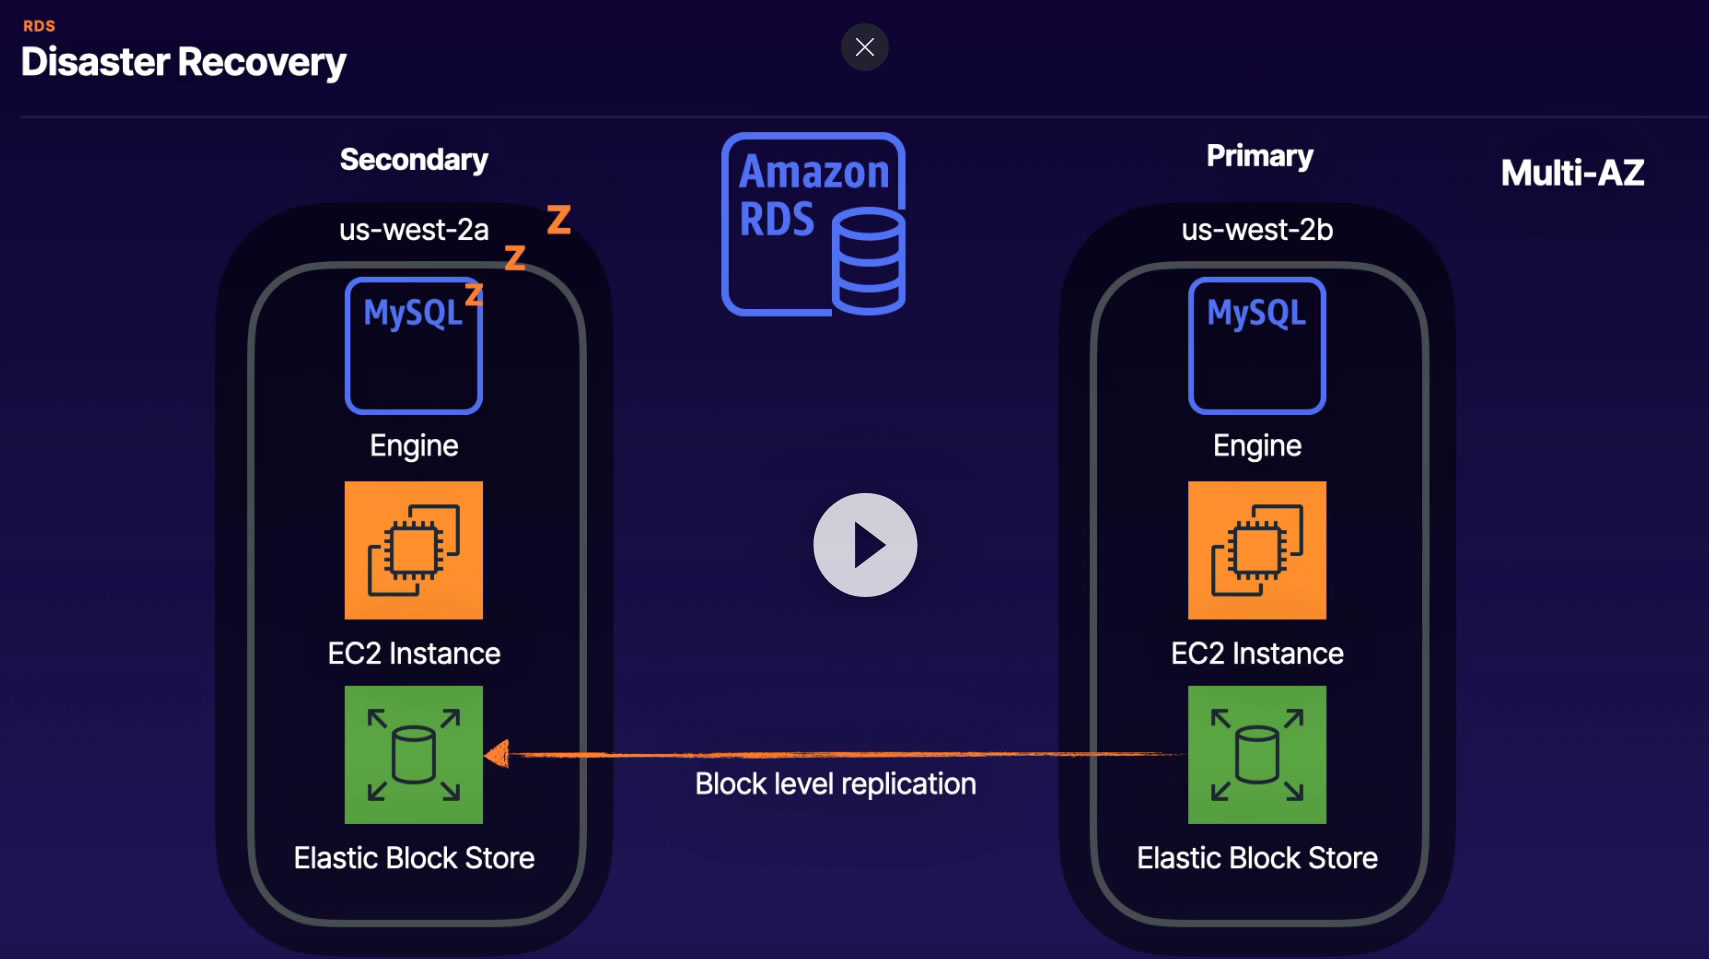 RDS
Disaster Recovery
Secondary
Primary
Multi-AZ
Amazon
RDS
us-west-2a
z
z
z
us-west-2b
MySQL
MySQL
Engine
Engine
EC2 Instance
EC2 Instance
Block level replication
Elastic Block Store
Elastic Block Store